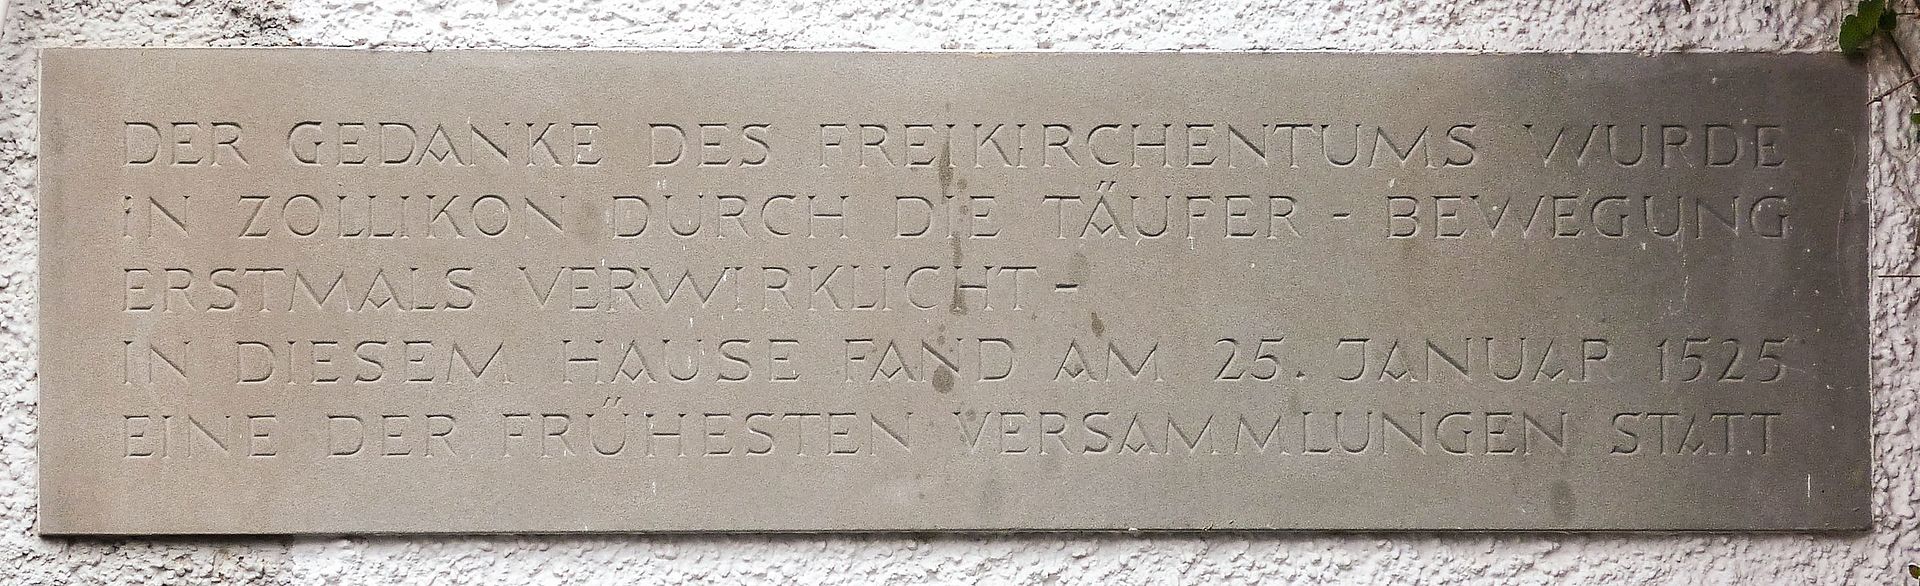 DER GEDANKE DES FREIKIRCHENTUMS WURDE
IN ZOLLIKON DURCH DIE TÄUFER - BEWEGUNG
ERSTMALS VERWIRKLICHT -
IN DIESEM HAUSE FAND AM 25. JANUAR 1525
EINE DER FRÜHESTEN VERSAMMLUNGEN STATT